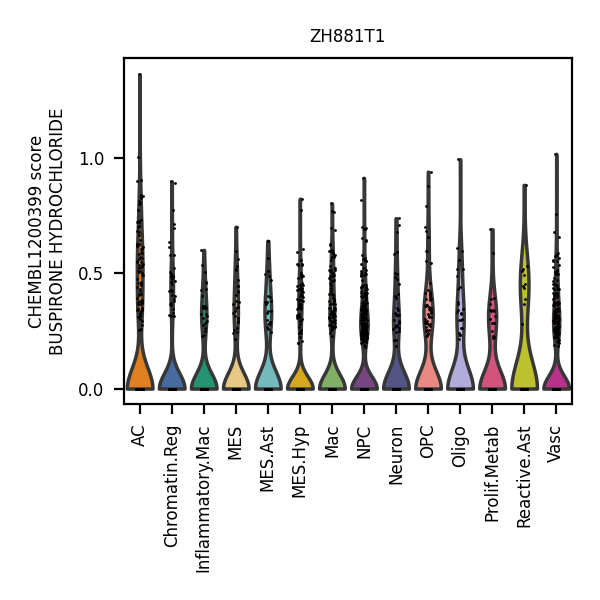 ZH881T1
CHEMBL1200399 score
BUSPIRONE HYDROCHLORIDE
1.0
0.5
0.0
AC
Chromatin.Reg
Inflammatory.Mac
MES
MES.Ast
MES.Hyp
Mac
NPC
Neuron
OPC
Oligo
Prolif.Metab
Reactive.Ast
Vasc